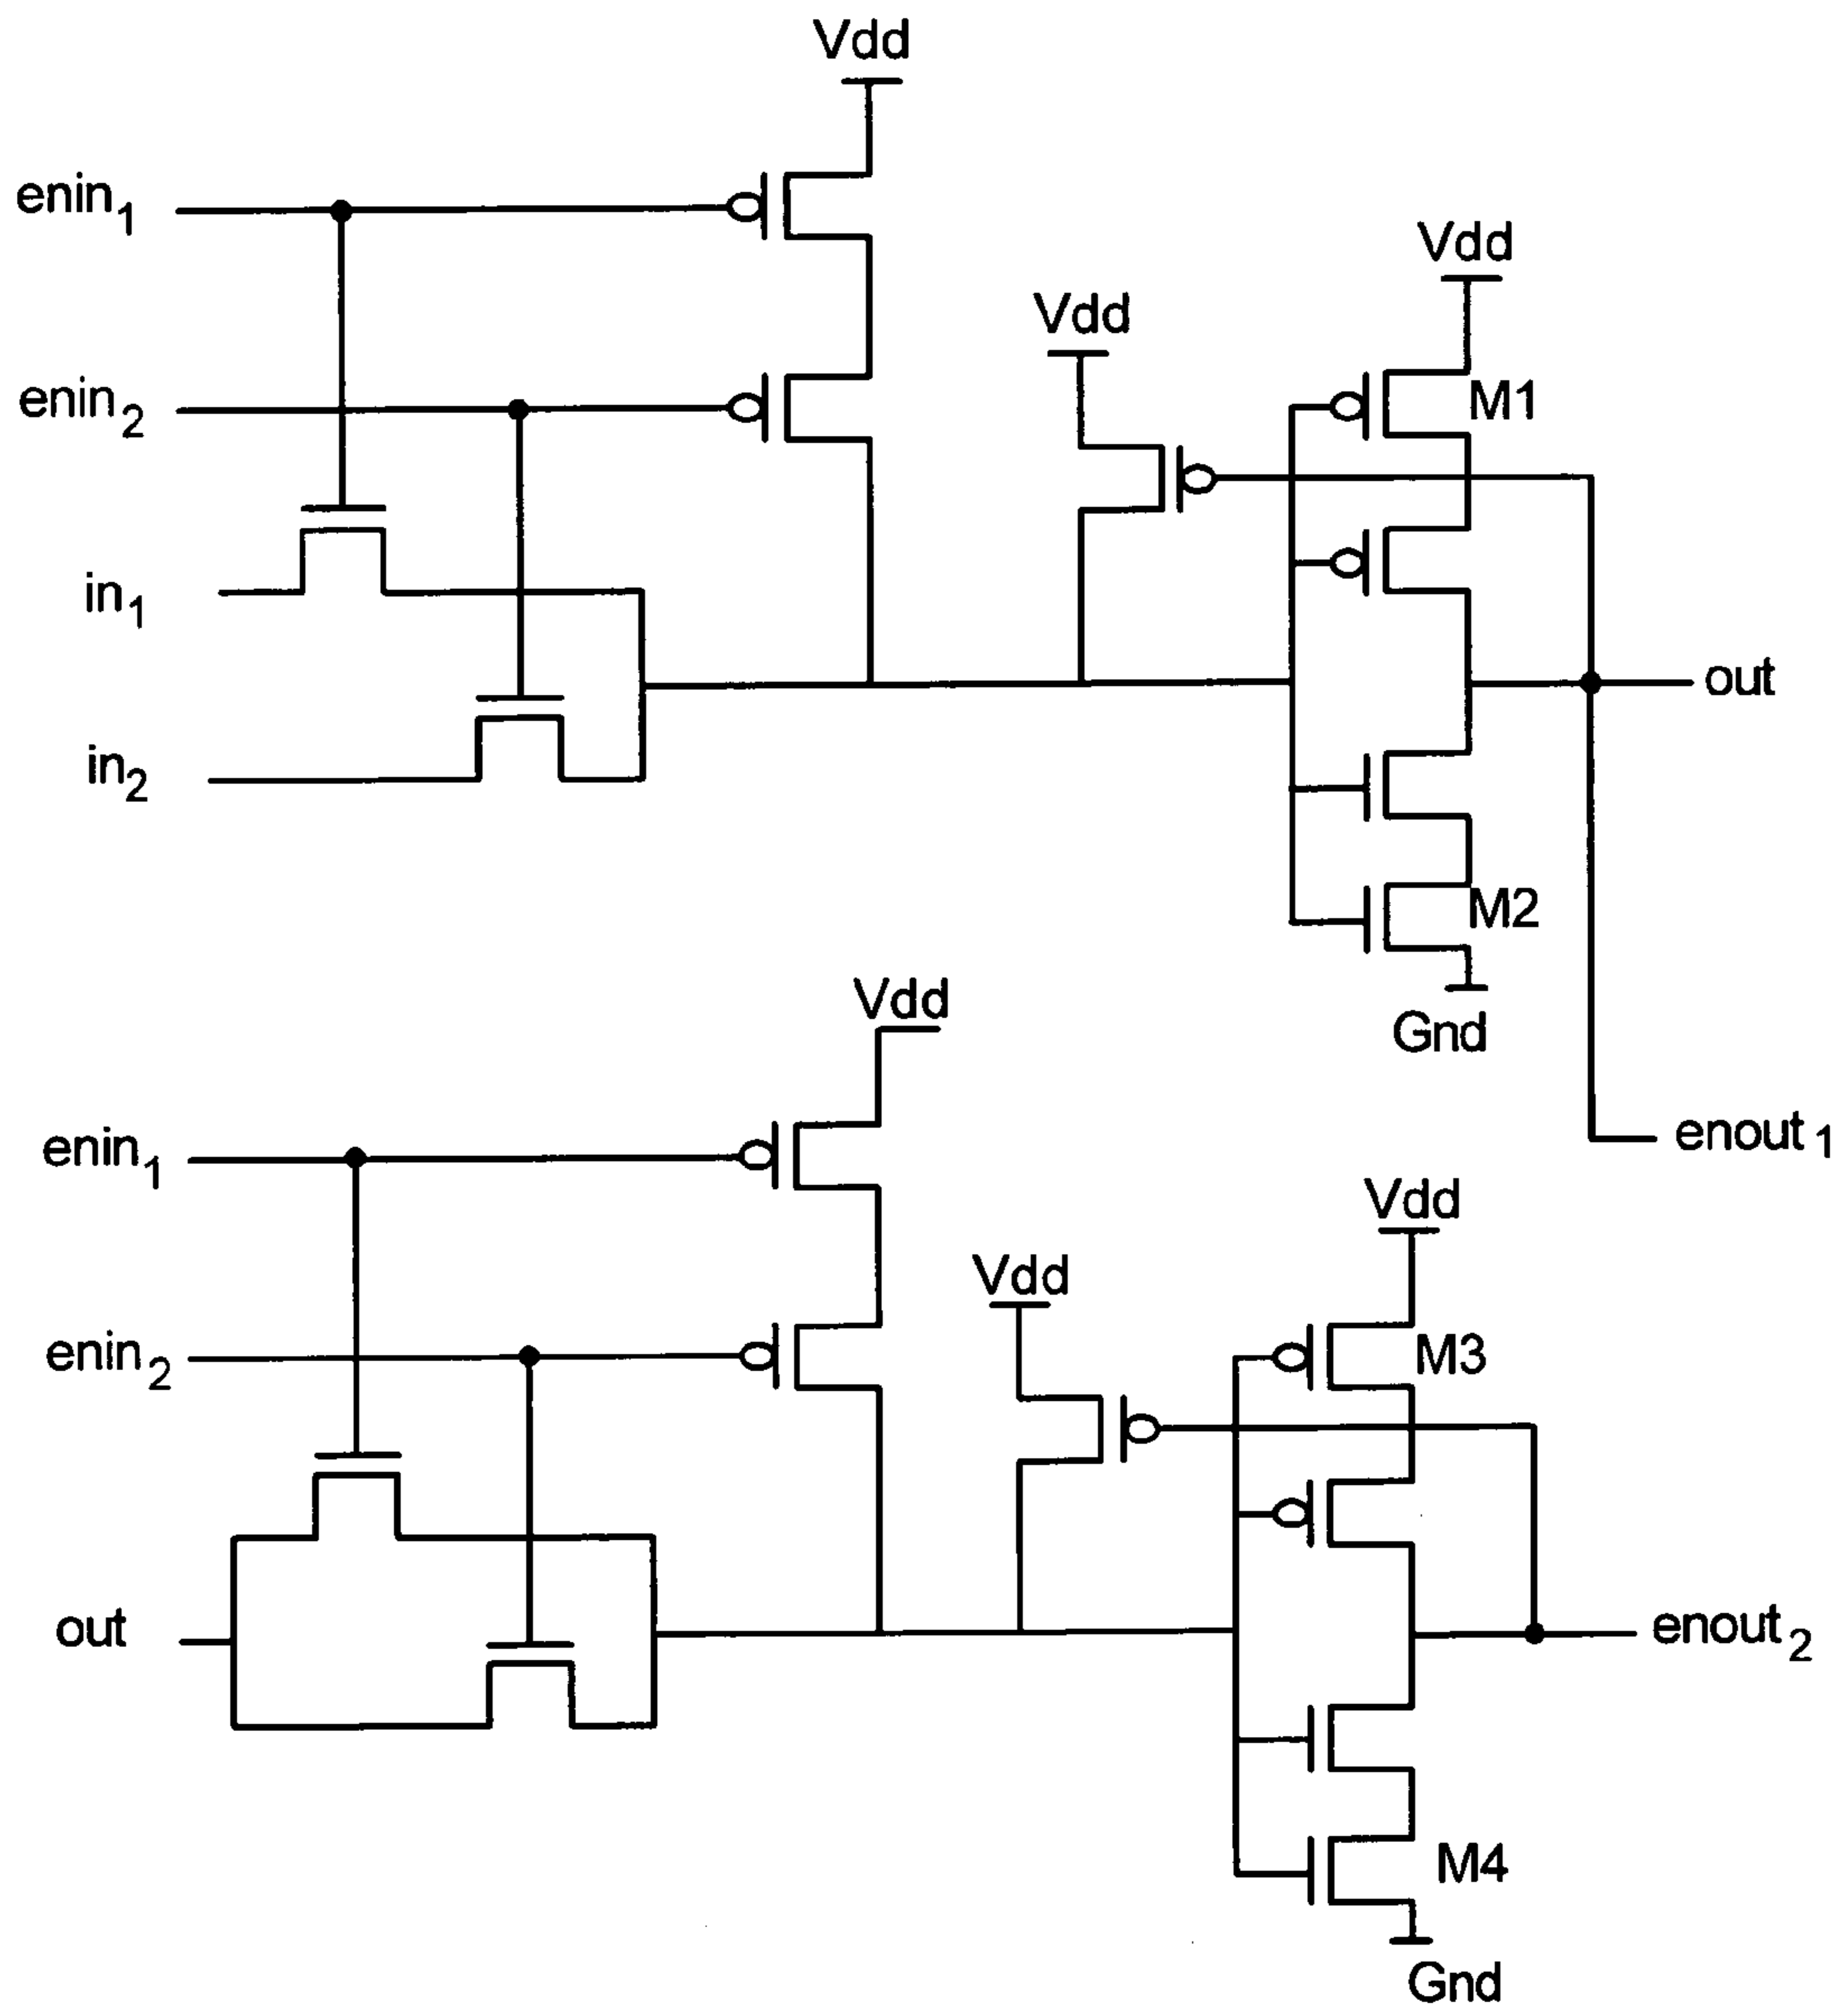 Vdd
enin1
Vdd
Vdd
enin2
M1
in1
out
in2
M2
Vdd
Gnd
enin1
enout1
Vdd
Vdd
enin2
M3
out
enout2
M4
Gnd